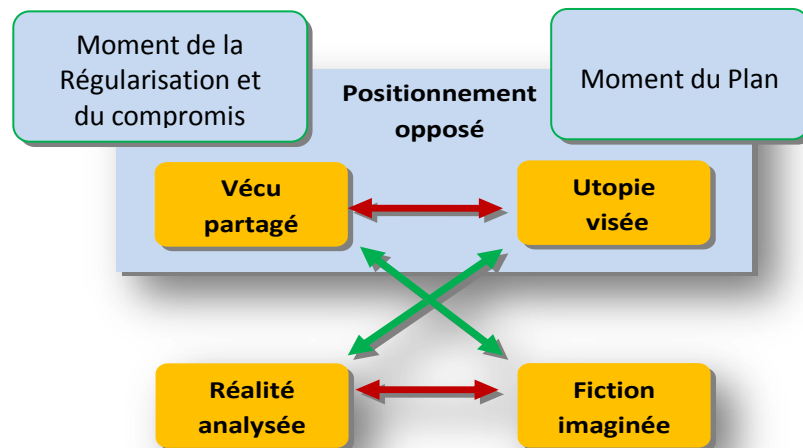 Moment de la
Régularisation et
du compromis
Moment du Plan
Positionnement
opposé
Vécu
partagé
Utopie
visée
Réalité
analysée
Fiction
imaginée